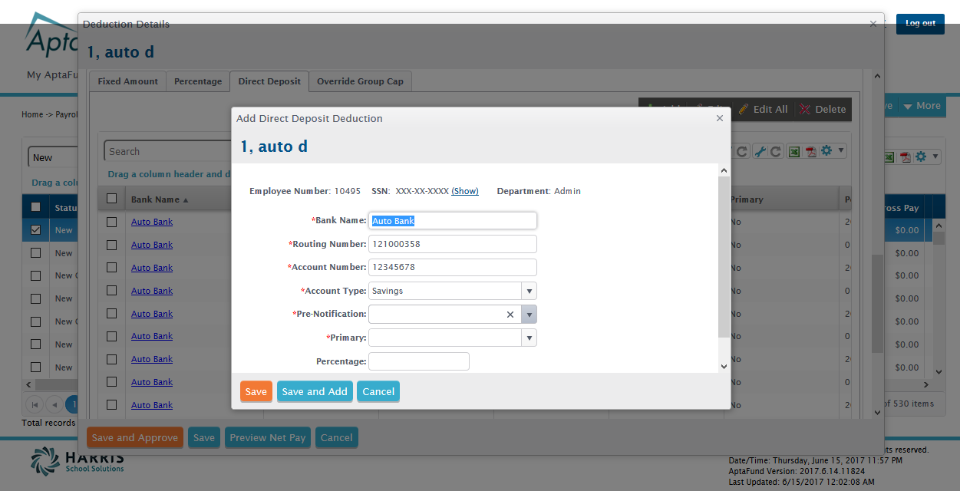 Deduction Details
Log out
Apta
1, auto d
My AptaFu
Fixed Amount Percentage Direct Deposit Override Group Cap
Edit All Delete
More
Home -> Payrol
Add Direct Deposit Deduction
1, auto d
New
Search
Drag a colu
Drag a column header and d
Employee Number: 10495 SSN: XXX-XX-XXXX (Show) Department: Admin
Statu
Bank Name
Primary
oss Pay
*Bank Name: Auto Bank
New
Auto Bank
No
$0.00
*Routing Number: 121000358
New
Auto Bank
No
$0.00
*Account Number: 12345678
New
Auto Bank
No
$0.00
*Account Type: Savings
New
Auto Bank
No
$0.00
*Pre-Notification:
New
Auto Bank
No
$0.00
*Primary:
New
Auto Bank
No
$0.00
Percentage:
New
Auto Bank
No
$0.00
Auto Bank
No
Save Save and Add Cancel
Auto Bank
No
1
of 530 items
Total records
Save and Approve Save Preview Net Pay Cancel
HARRIS
School Solutions
ts reserved.
Date/Time: Thursday, June 15, 2017 11:57 PM
AptaFund Version: 2017.6.14.11824
Last Updated: 6/15/2017 12:02:08 AM